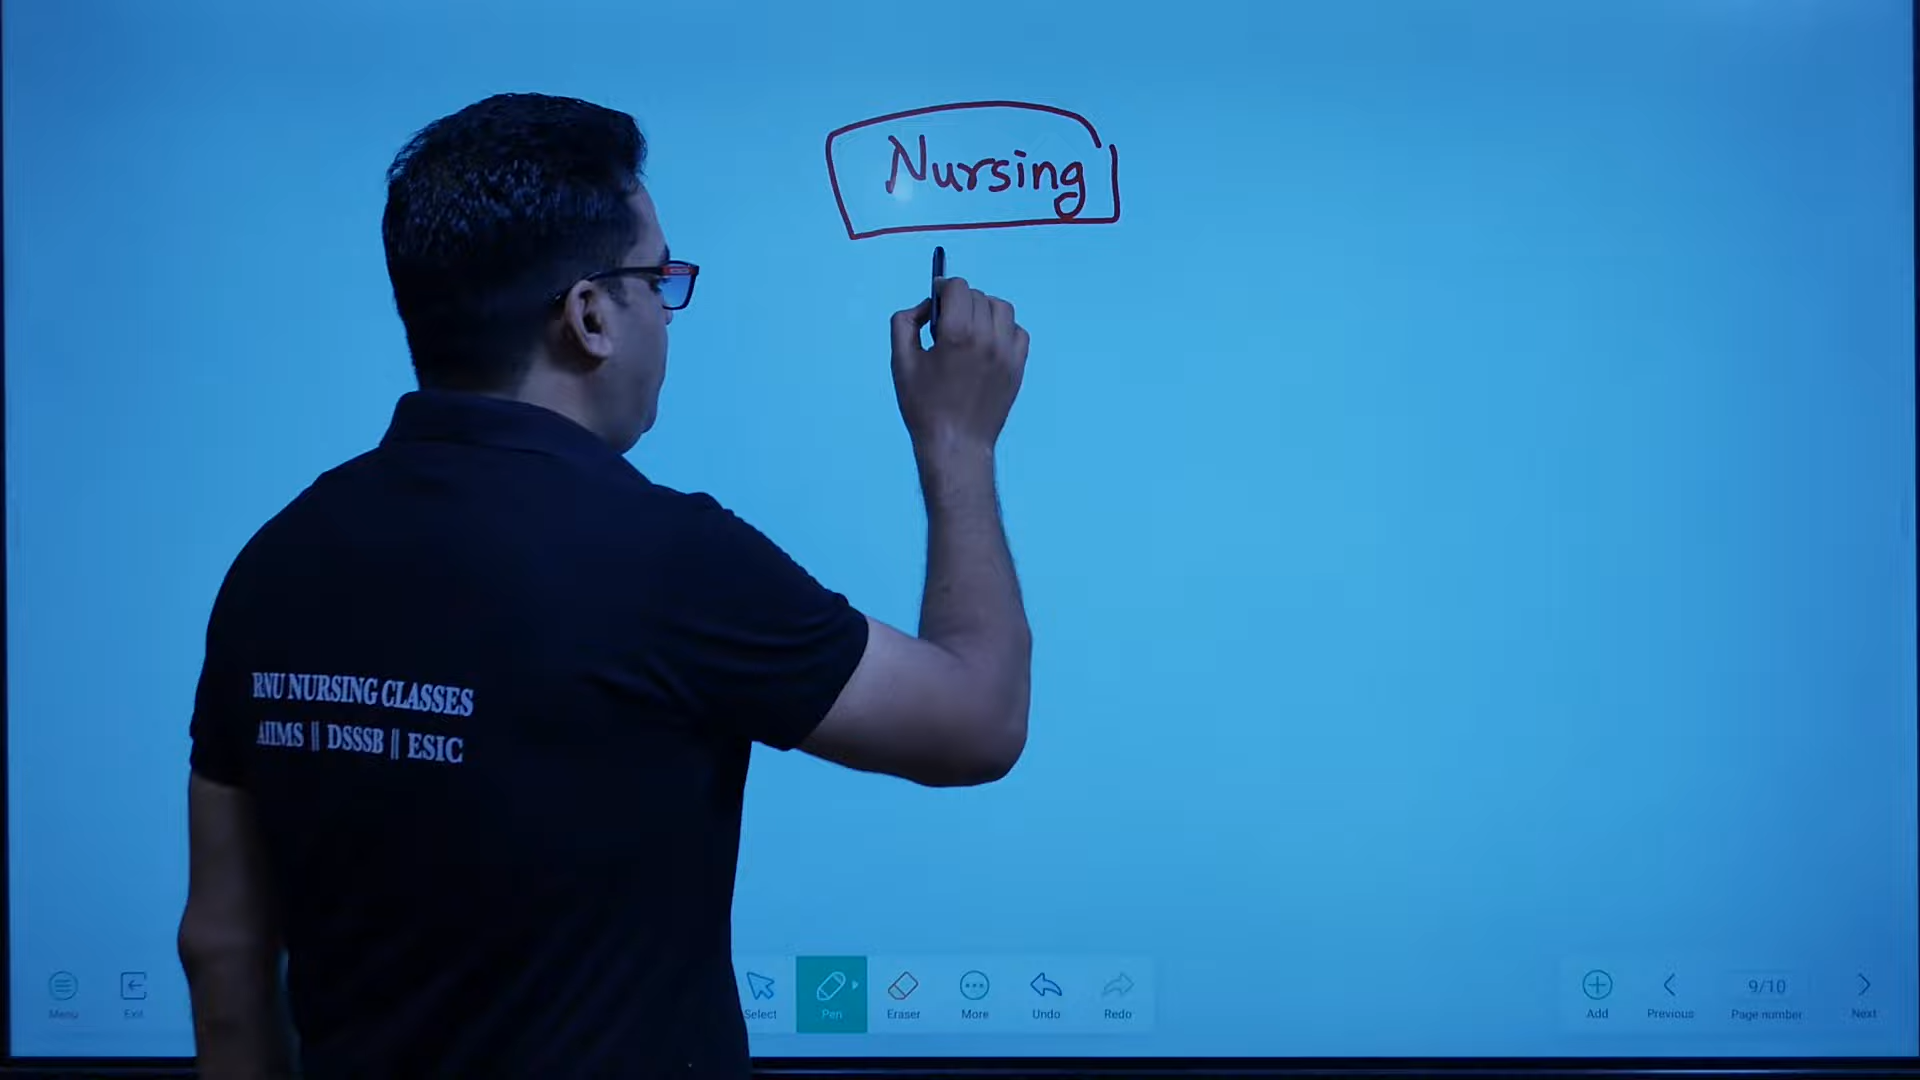 Nursing
RNU NURSING CLASSES
AIIMS || DSSSB || ESIC
Menu
Exit
Select
Pen
Eraser
More
Undo
Redo
Add
Previous
9/10
Page number
Next